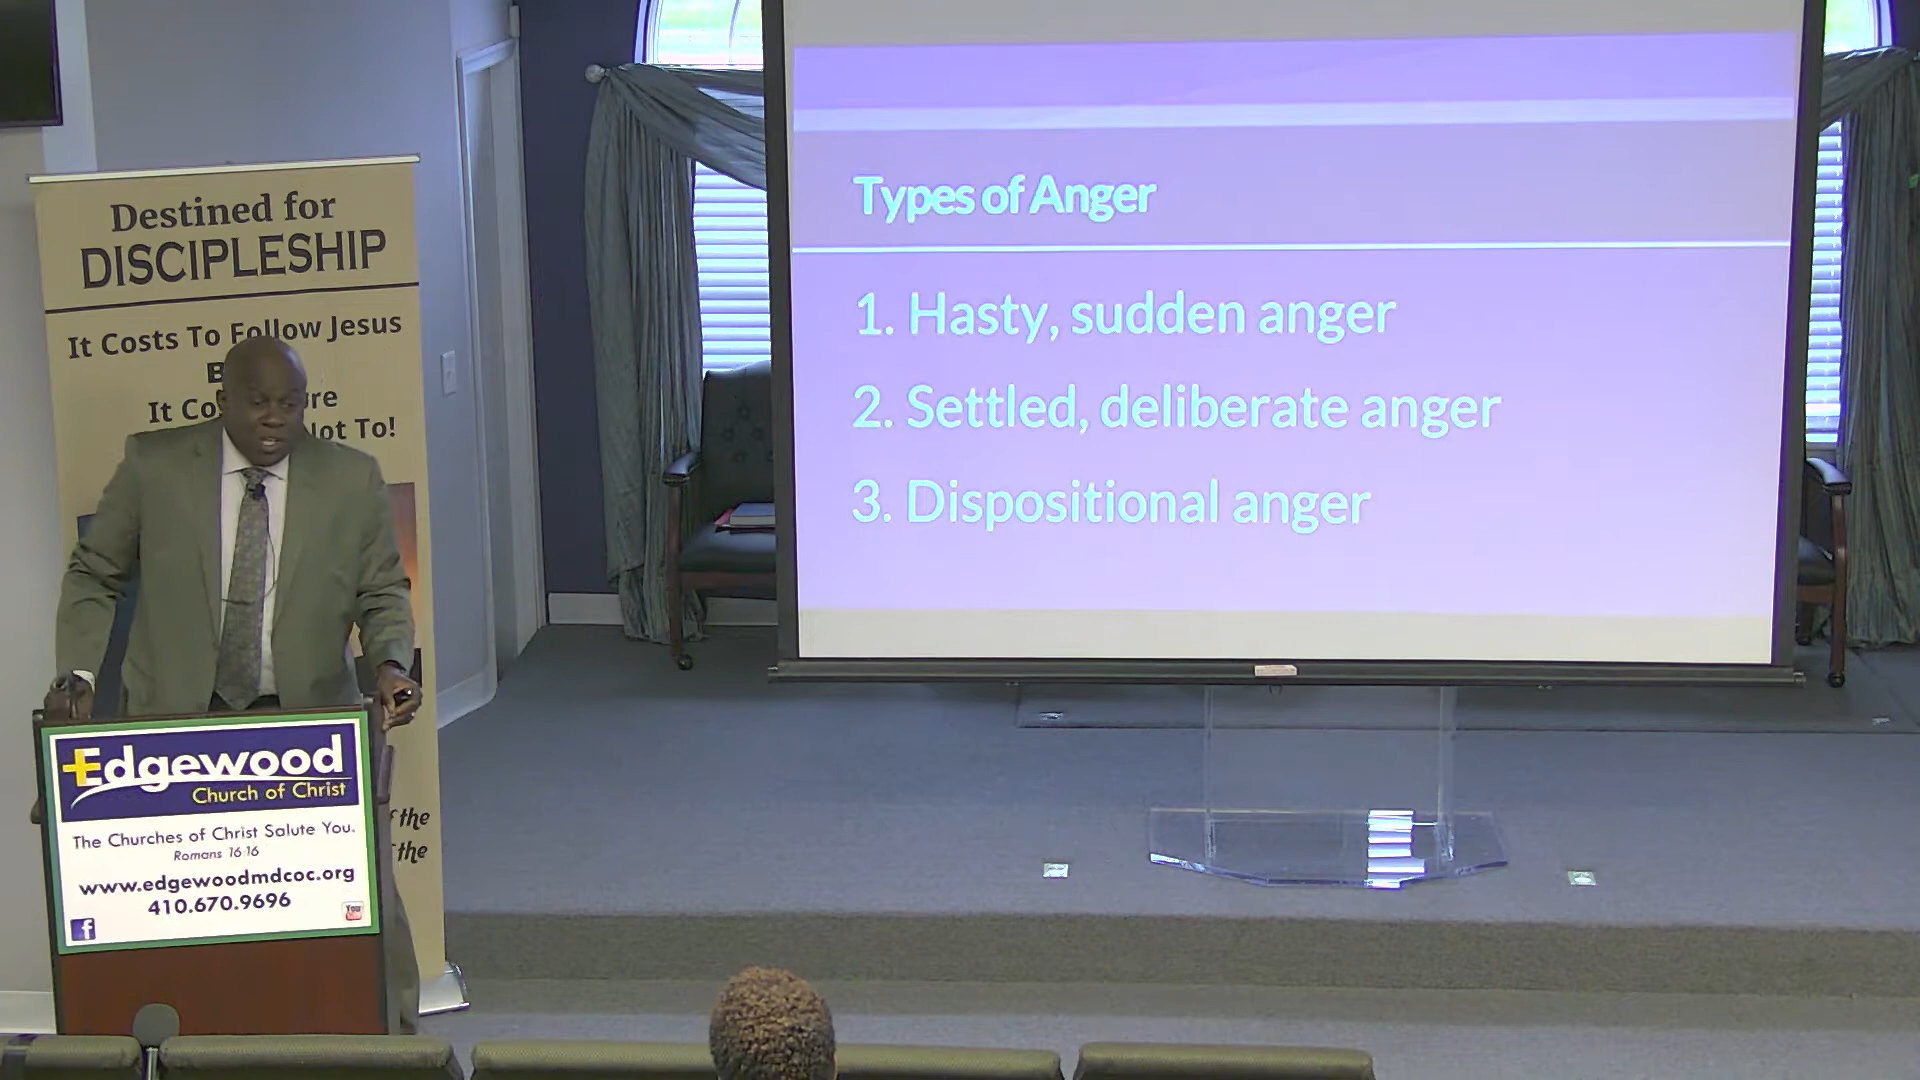 Destined for
DISCIPLESHIP
It Costs To Follow Jesus
It
Not To!
the
the
Types of Anger
1. Hasty, sudden anger
2. Settled, deliberate anger
3. Dispositional anger
Edgewood
Church of Christ
The Churches of Christ Salute You.
Romans 16:16
www.edgewoodmdcoc.org
410.670.9696
f
You